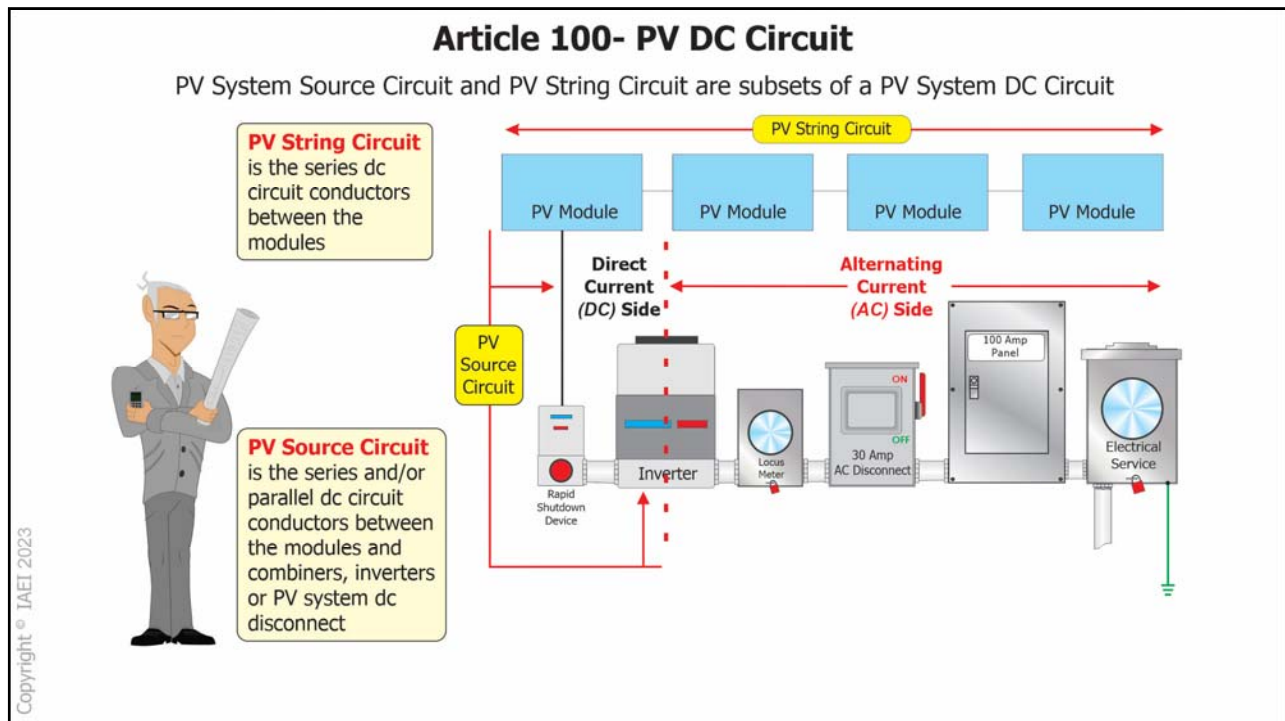 Article 100- PV DC Circuit
PV System Source Circuit and PV String Circuit are subsets of a PV System DC Circuit
PV String Circuit
is the series dc
circuit conductors
between the
modules
PV String Circuit
PV Module
PV Module
PV Module
PV Module
Direct
Current
(DC) Side
Alternating
Current
(AC) Side
PV
Source
Circuit
100 Amp
Panel
ON
OFF
Electrical
Service
Locus
Meter
30 Amp
AC Disconnect
Inverter
Rapid
Shutdown
Device
PV Source Circuit
is the series and/or
parallel dc circuit
conductors between
the modules and
combiners, inverters
or PV system dc
disconnect
Copyright © IAEI 2023